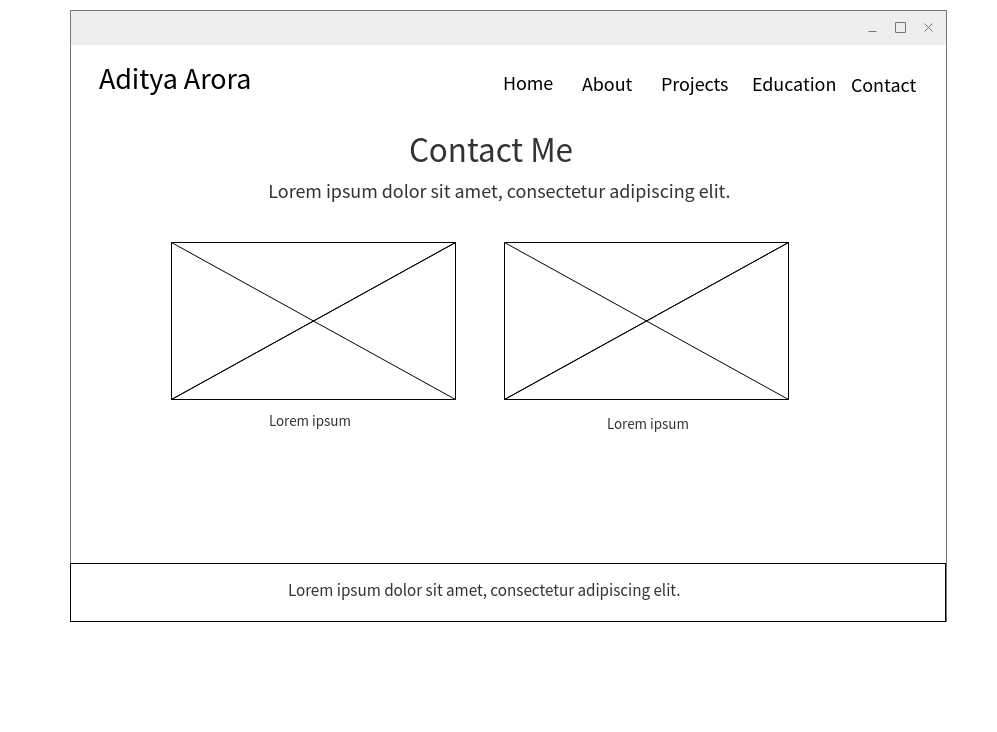 Aditya Arora
Home About Projects Education Contact
Contact Me
Lorem ipsum dolor sit amet, consectetur adipiscing elit.
Lorem ipsum
Lorem ipsum
Lorem ipsum dolor sit amet, consectetur adipiscing elit.